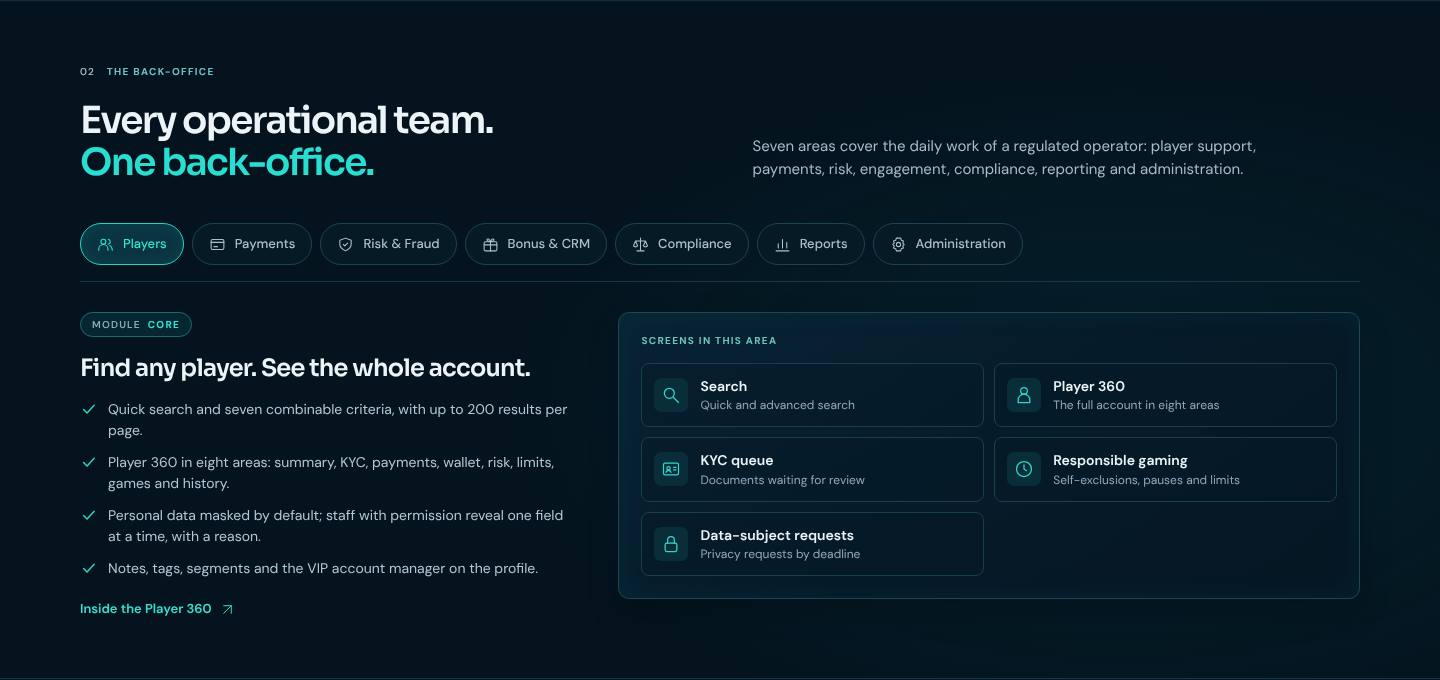 02 THE BACK-OFFICE
Every operational team.
One back-office.
Seven areas cover the daily work of a regulated operator: player support,
payments, risk, engagement, compliance, reporting and administration.
Players Payments Risk & Fraud Bonus & CRM Compliance Reports Administration
MODULE CORE
Find any player. See the whole account.
Quick search and seven combinable criteria, with up to 200 results per
page.
Player 360 in eight areas: summary, KYC, payments, wallet, risk, limits,
games and history.
Personal data masked by default; staff with permission reveal one field
at a time, with a reason.
Notes, tags, segments and the VIP account manager on the profile.
Inside the Player 360
SCREENS IN THIS AREA
Search
Quick and advanced search
Player 360
The full account in eight areas
KYC queue
Documents waiting for review
Responsible gaming
Self-exclusions, pauses and limits
Data-subject requests
Privacy requests by deadline